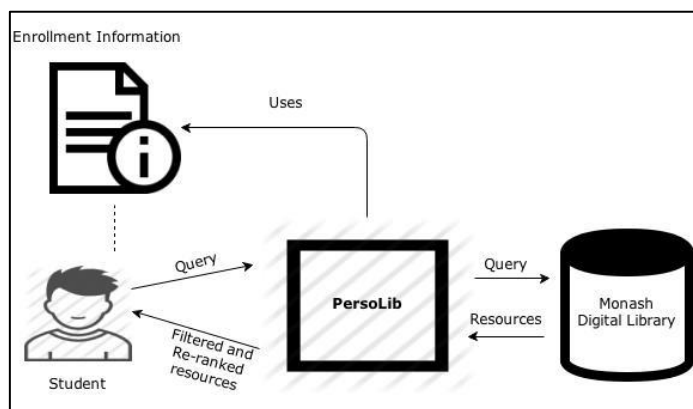 Enrollment Information
Uses
Query
PersoLib
Query
Monash
Digital Library
Resources
Filtered and
Re-ranked
resources
Student